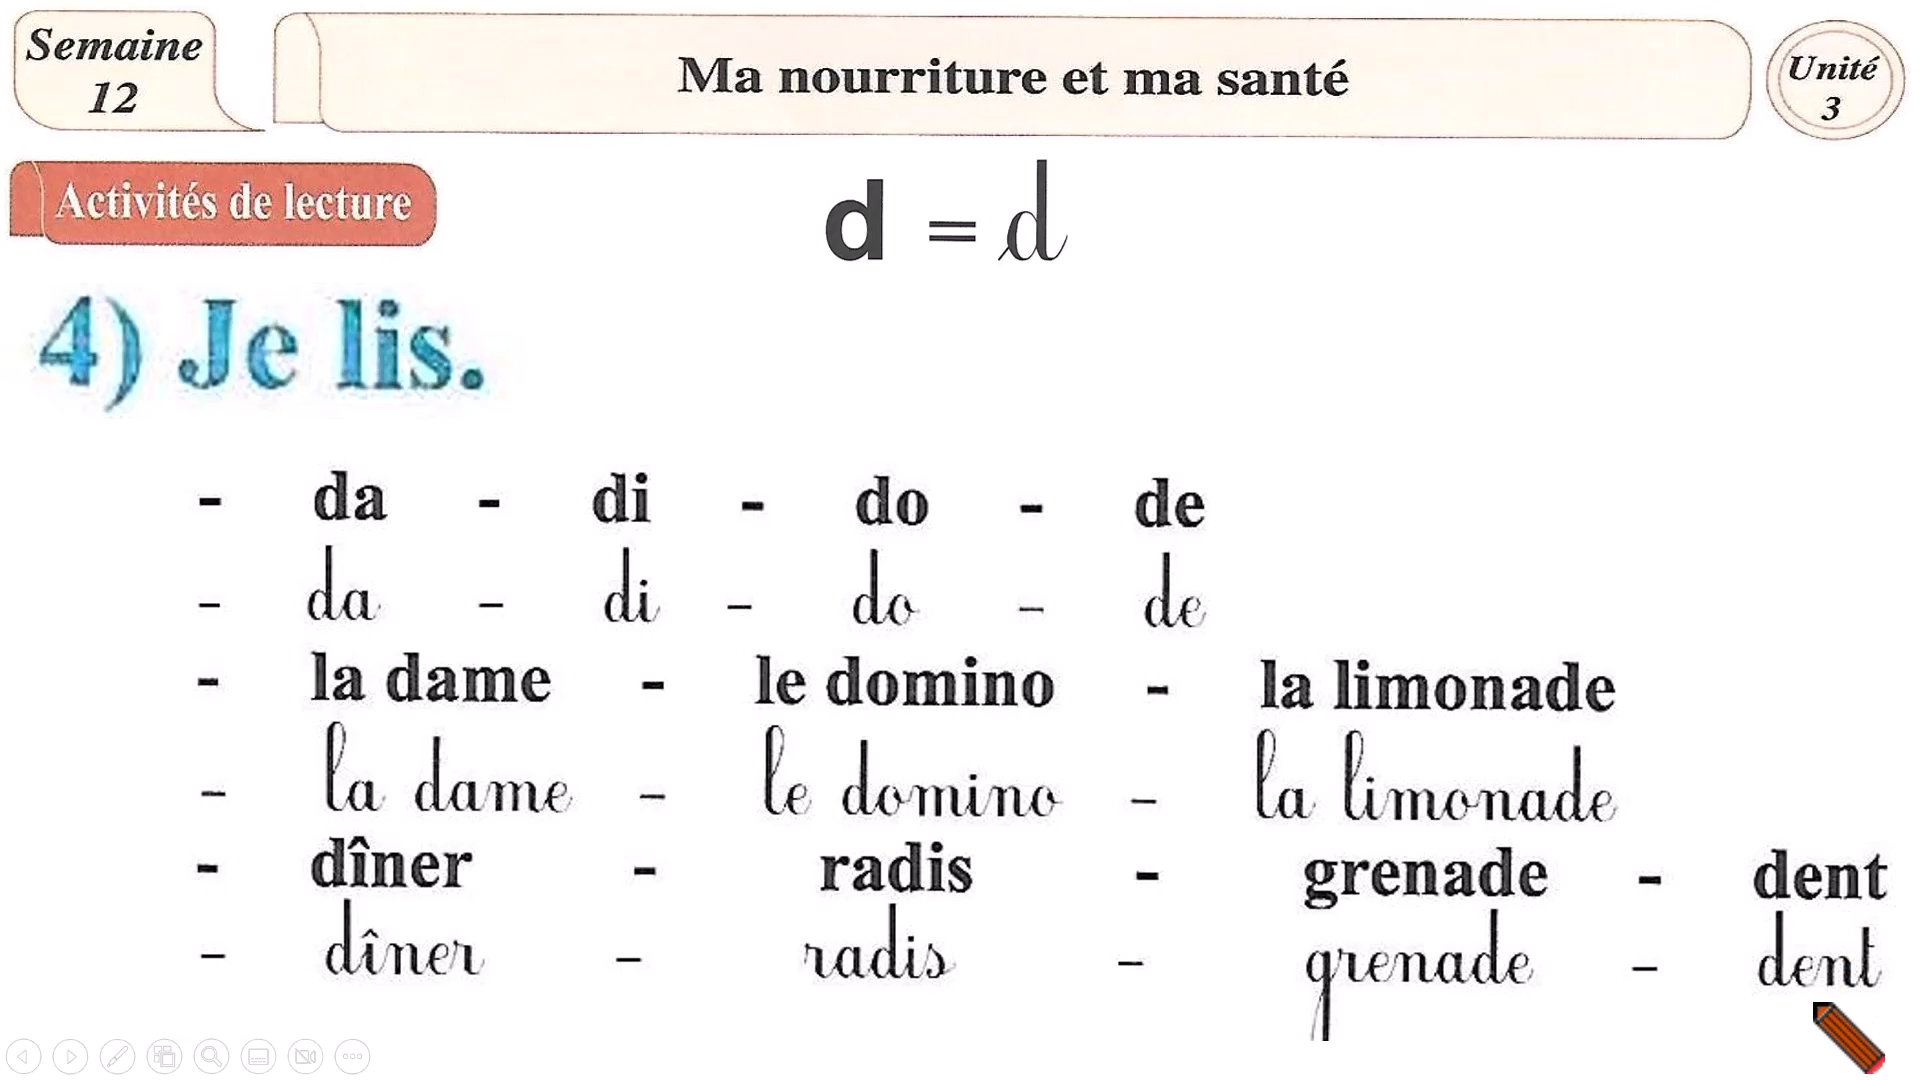 Semaine
12
Ma nourriture et ma santé
Unité
3
Activités de lecture
d = d
4) Je lis.
- da - di - do - de
- da - di - do - de
- la dame - le domino - la limonade
- la dame - le domino - la limonade
- dîner - radis - grenade - dent
- dîner - radis - grenade - dent